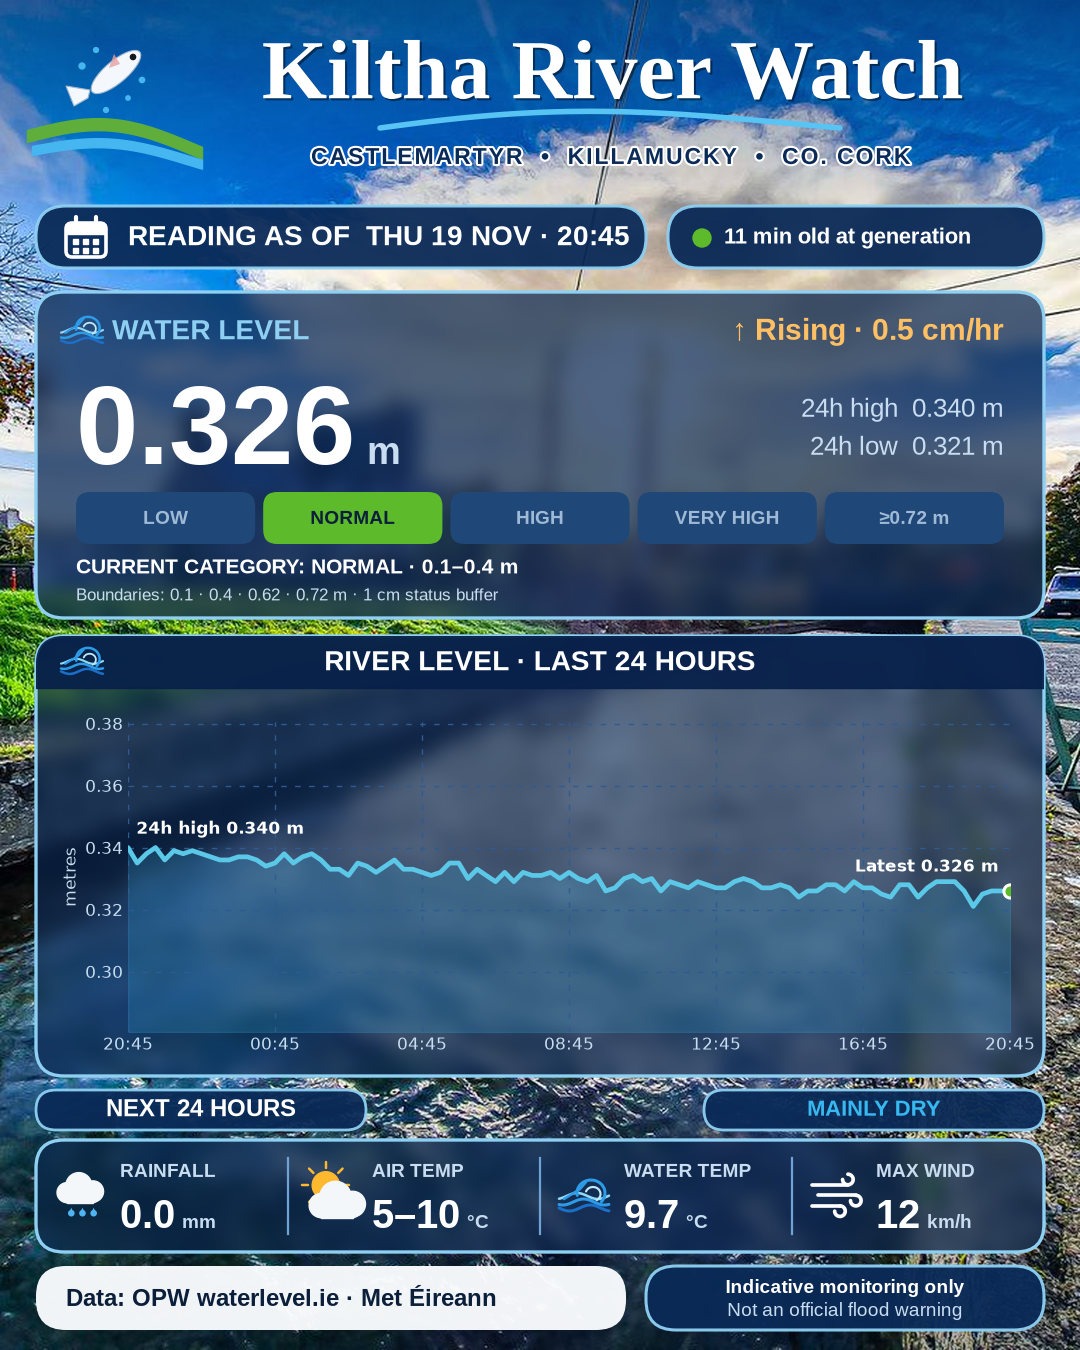 Kiltha River Watch
CASTLEMARTYR • KILLAMUCKY • CO. CORK
READING AS OF THU 19 NOV · 20:45
11 min old at generation
WATER LEVEL
↑ Rising · 0.5 cm/hr
0.326 m
24h high 0.340 m
24h low 0.321 m
LOW
NORMAL
HIGH
VERY HIGH
≥0.72 m
CURRENT CATEGORY: NORMAL · 0.1–0.4 m
Boundaries: 0.1 · 0.4 · 0.62 · 0.72 m · 1 cm status buffer
RIVER LEVEL · LAST 24 HOURS
0.38
0.36
24h high 0.340 m
0.34
Latest 0.326 m
metres
0.32
0.30
20:45 00:45 04:45 08:45 12:45 16:45 20:45
NEXT 24 HOURS
MAINLY DRY
RAINFALL
0.0 mm
AIR TEMP
5–10 °C
WATER TEMP
9.7 °C
MAX WIND
12 km/h
Data: OPW waterlevel.ie · Met Éireann
Indicative monitoring only
Not an official flood warning